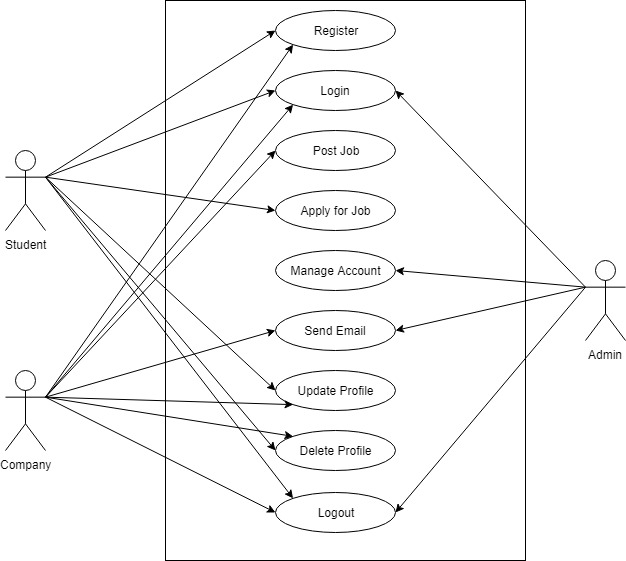 Register
Login
Post Job
Apply for Job
Student
Manage Account
Send Email
Admin
Update Profile
Delete Profile
Company
Logout